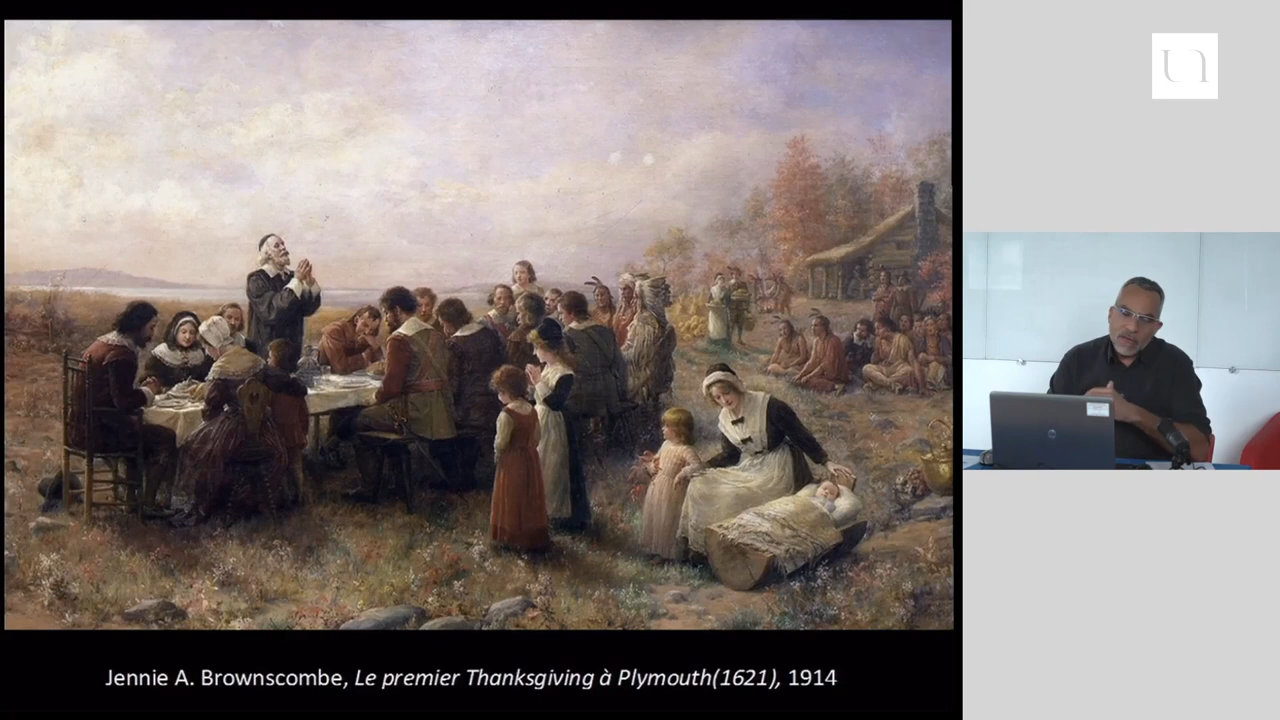 Jennie A. Brownscombe, Le premier Thanksgiving à Plymouth(1621), 1914